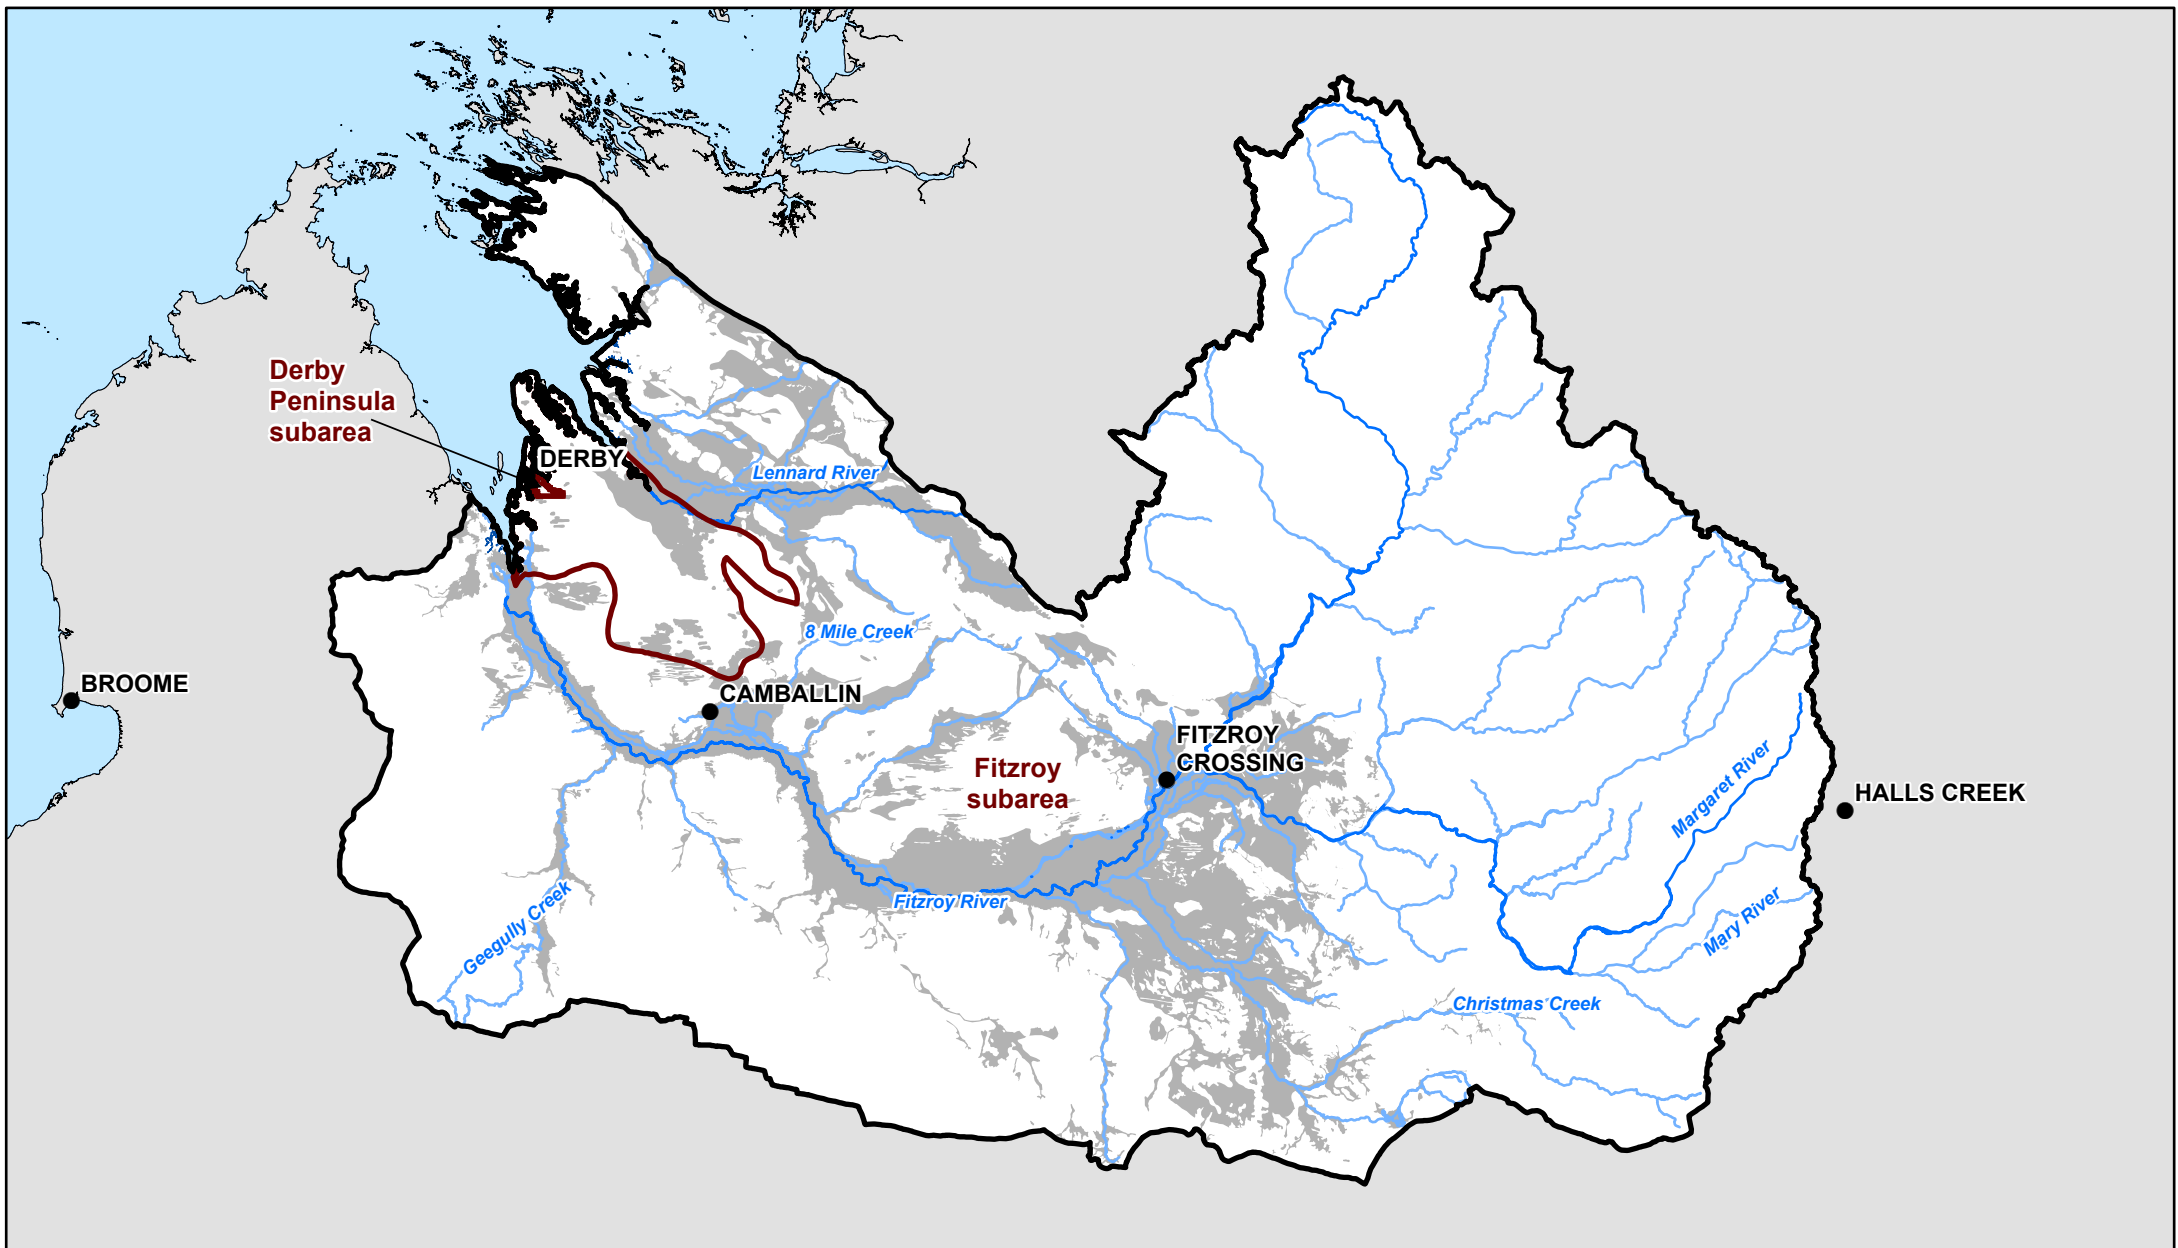 Derby
Peninsula
subarea
DERBY
Lennard River
8 Mile Creek
BROOME
CAMBALLIN
FITZROY
CROSSING
Fitzroy
subarea
Margaret River
HALLS CREEK
Fitzroy River
Geegully Creek
Mary River
Christmas Creek